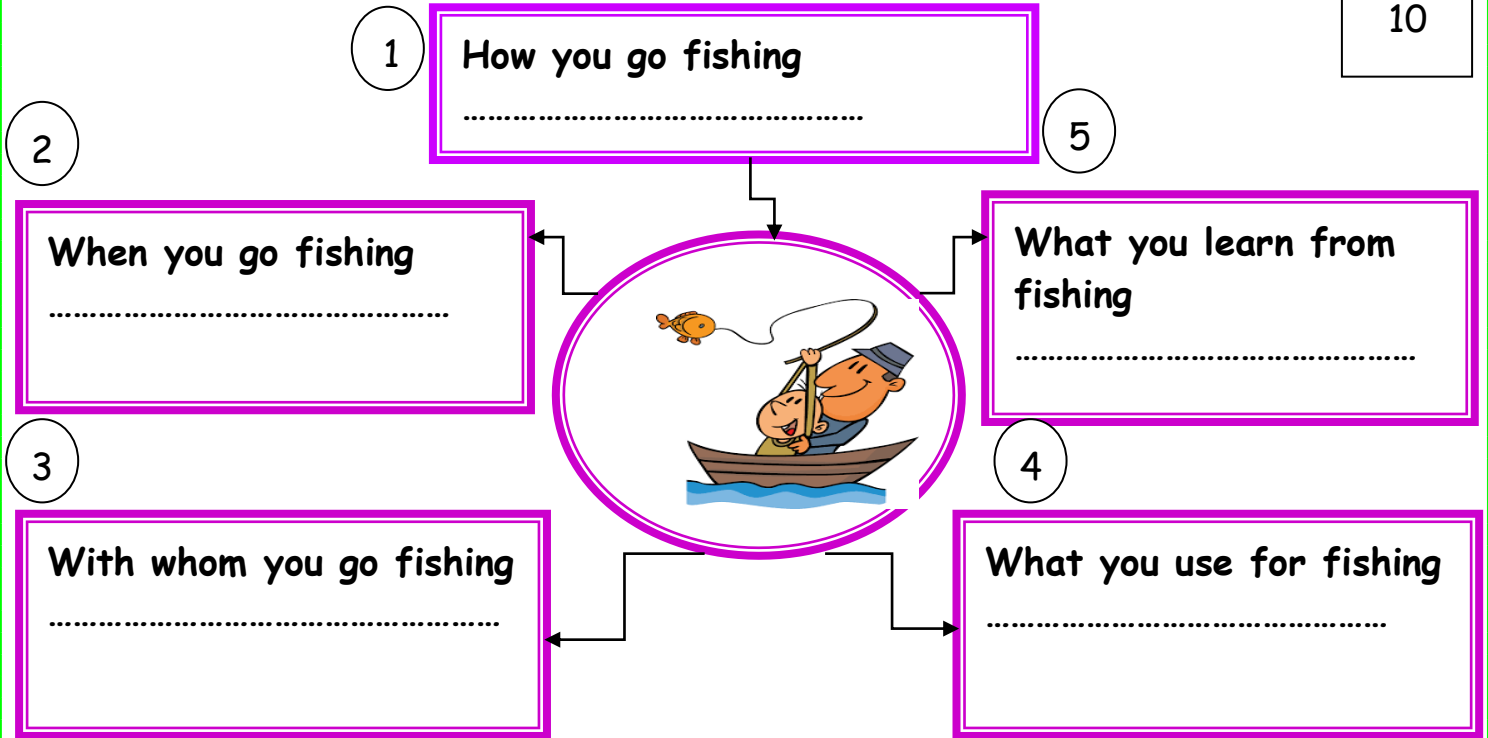 10
1
How you go fishing
…………………………………………
5
2
When you go fishing
…………………………………………
What you learn from
fishing
…………………………………………
3
With whom you go fishing
………………………………………………
4
What you use for fishing
…………………………………………